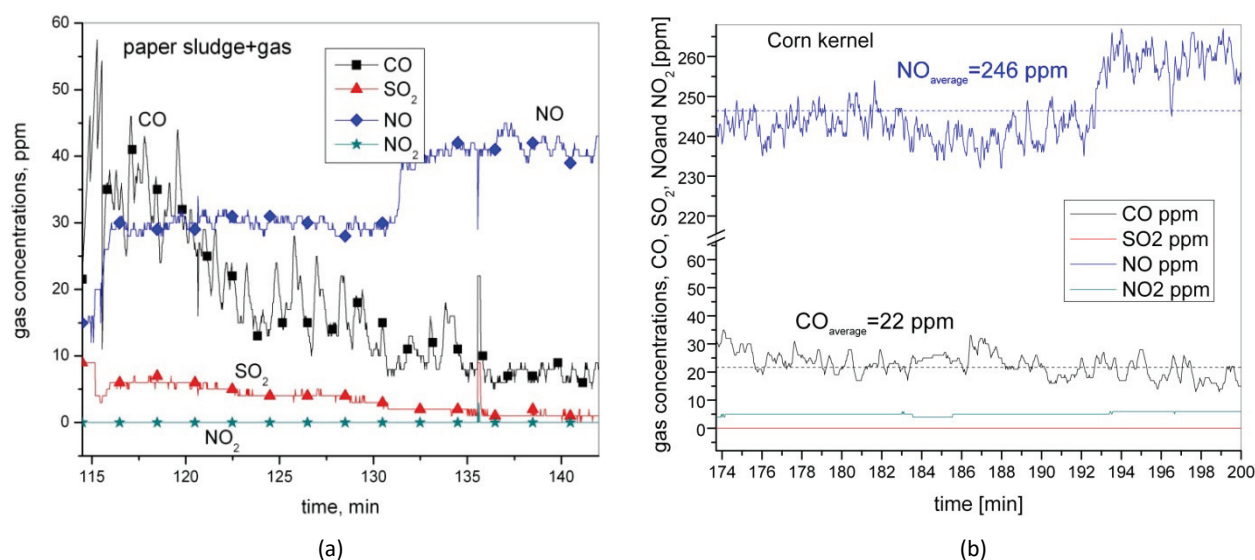 paper sludge+gas
CO
SO₂
NO
NO₂
CO
NO
SO₂
NO₂
gas concentrations, ppm
60
50
40
30
20
10
0
115
120
125
130
135
140
time, min
(a)
Corn kernel
NOaverage=246 ppm
COaverage=22 ppm
CO ppm
SO2 ppm
NO ppm
NO2 ppm
gas concentrations, CO, SO₂, NOand NO₂ [ppm]
260
250
240
230
220
60
50
40
30
20
10
0
174 176 178 180 182 184 186 188 190 192 194 196 198 200
time [min]
(b)